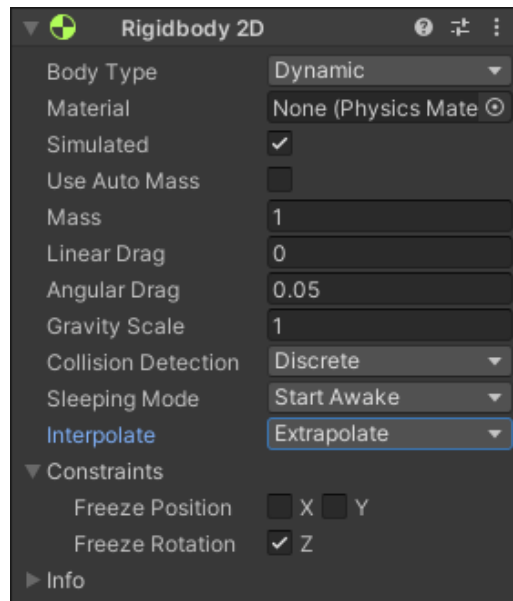 Rigidbody 2D
Body Type Dynamic
Material None (Physics Mate
Simulated
Use Auto Mass
Mass 1
Linear Drag 0
Angular Drag 0.05
Gravity Scale 1
Collision Detection Discrete
Sleeping Mode Start Awake
Interpolate Extrapolate
Constraints
Freeze Position X Y
Freeze Rotation Z
Info